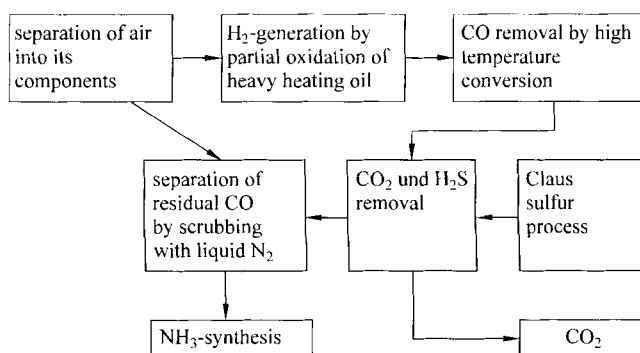 separation of air
into its
components
H₂-generation by
partial oxidation of
heavy heating oil
CO removal by high
temperature
conversion
separation of
residual CO
by scrubbing
with liquid N₂
CO₂ und H₂S
removal
Claus
sulfur
process
NH₃-synthesis
CO₂